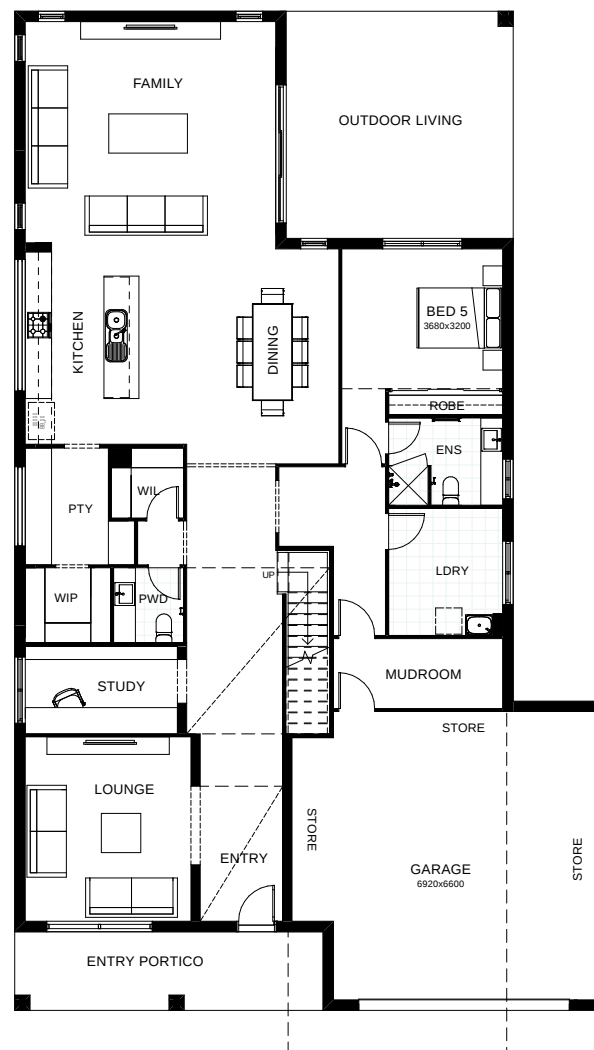 FAMILY
OUTDOOR LIVING
KITCHEN
DINING
BED 5
3680x3200
ROBE
ENS
WIL
PTY
LDRY
UP
WIP
PWD
MUDROOM
STUDY
STORE
LOUNGE
STORE
ENTRY
GARAGE
6920x6600
STORE
ENTRY PORTICO